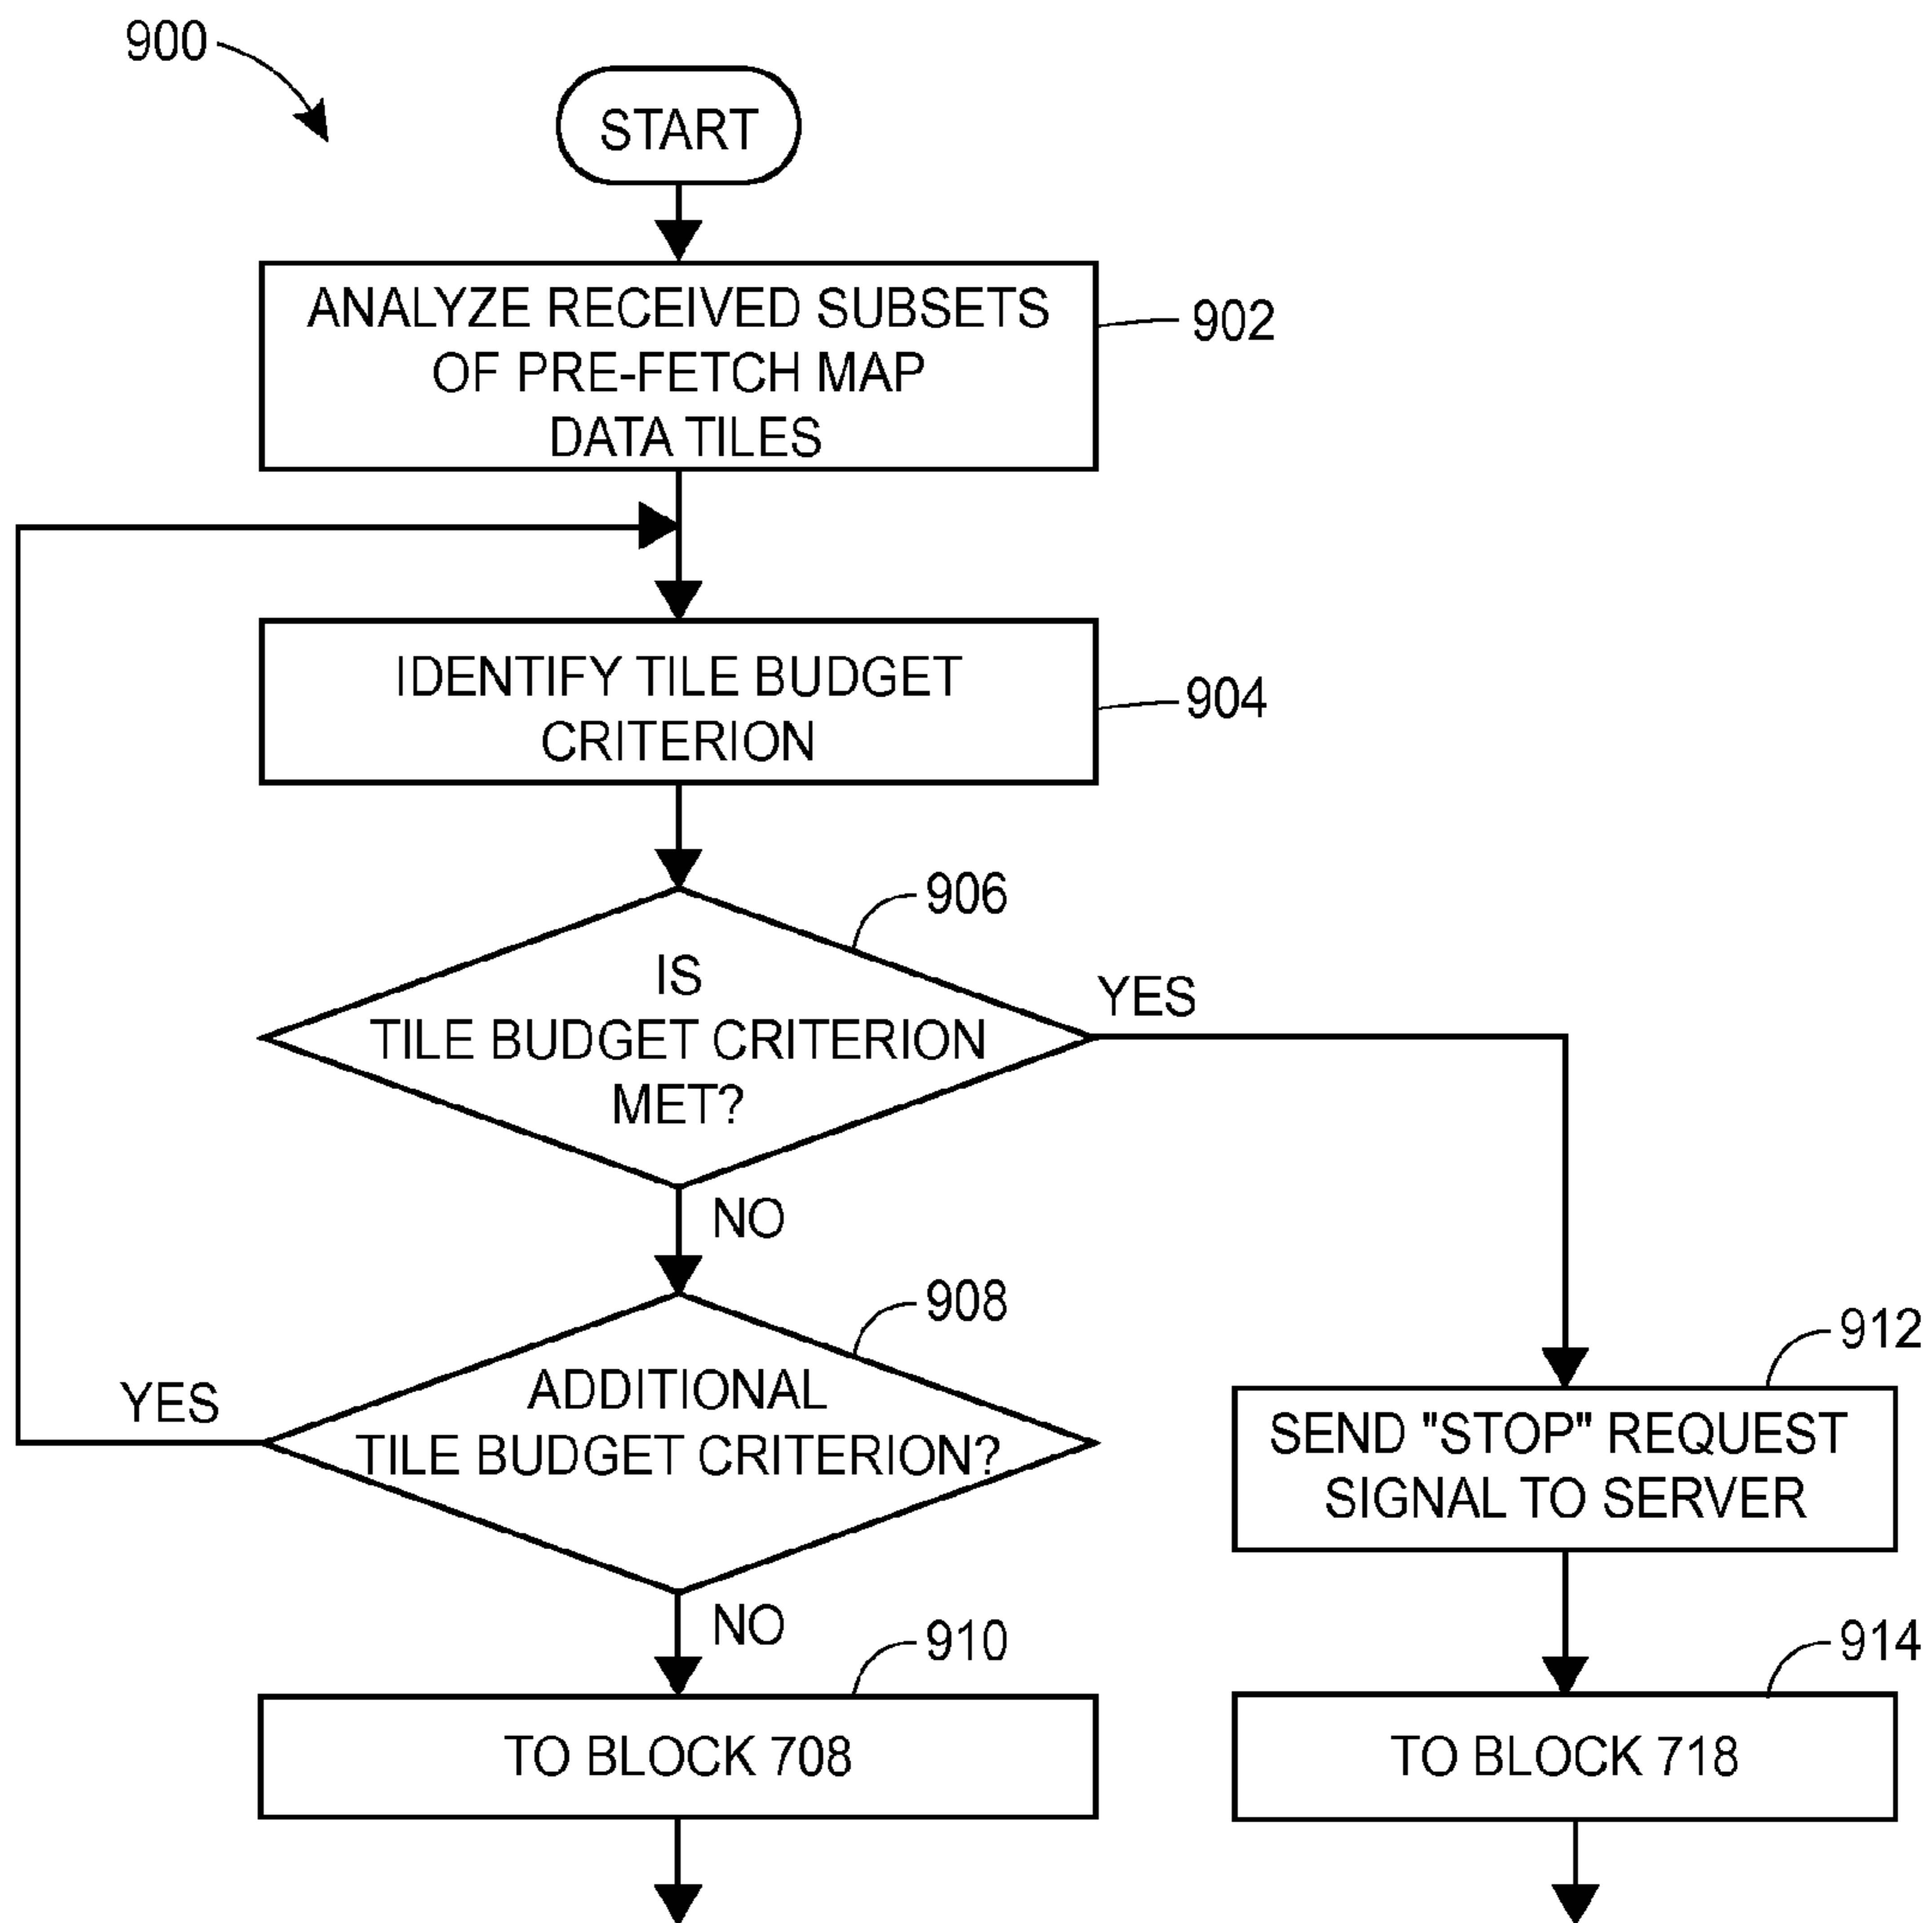 900
START
ANALYZE RECEIVED SUBSETS
OF PRE-FETCH MAP
DATA TILES
902
IDENTIFY TILE BUDGET
CRITERION
904
906
IS
TILE BUDGET CRITERION
MET?
YES
NO
908
ADDITIONAL
TILE BUDGET CRITERION?
YES
NO
912
SEND "STOP" REQUEST
SIGNAL TO SERVER
910
TO BLOCK 708
914
TO BLOCK 718